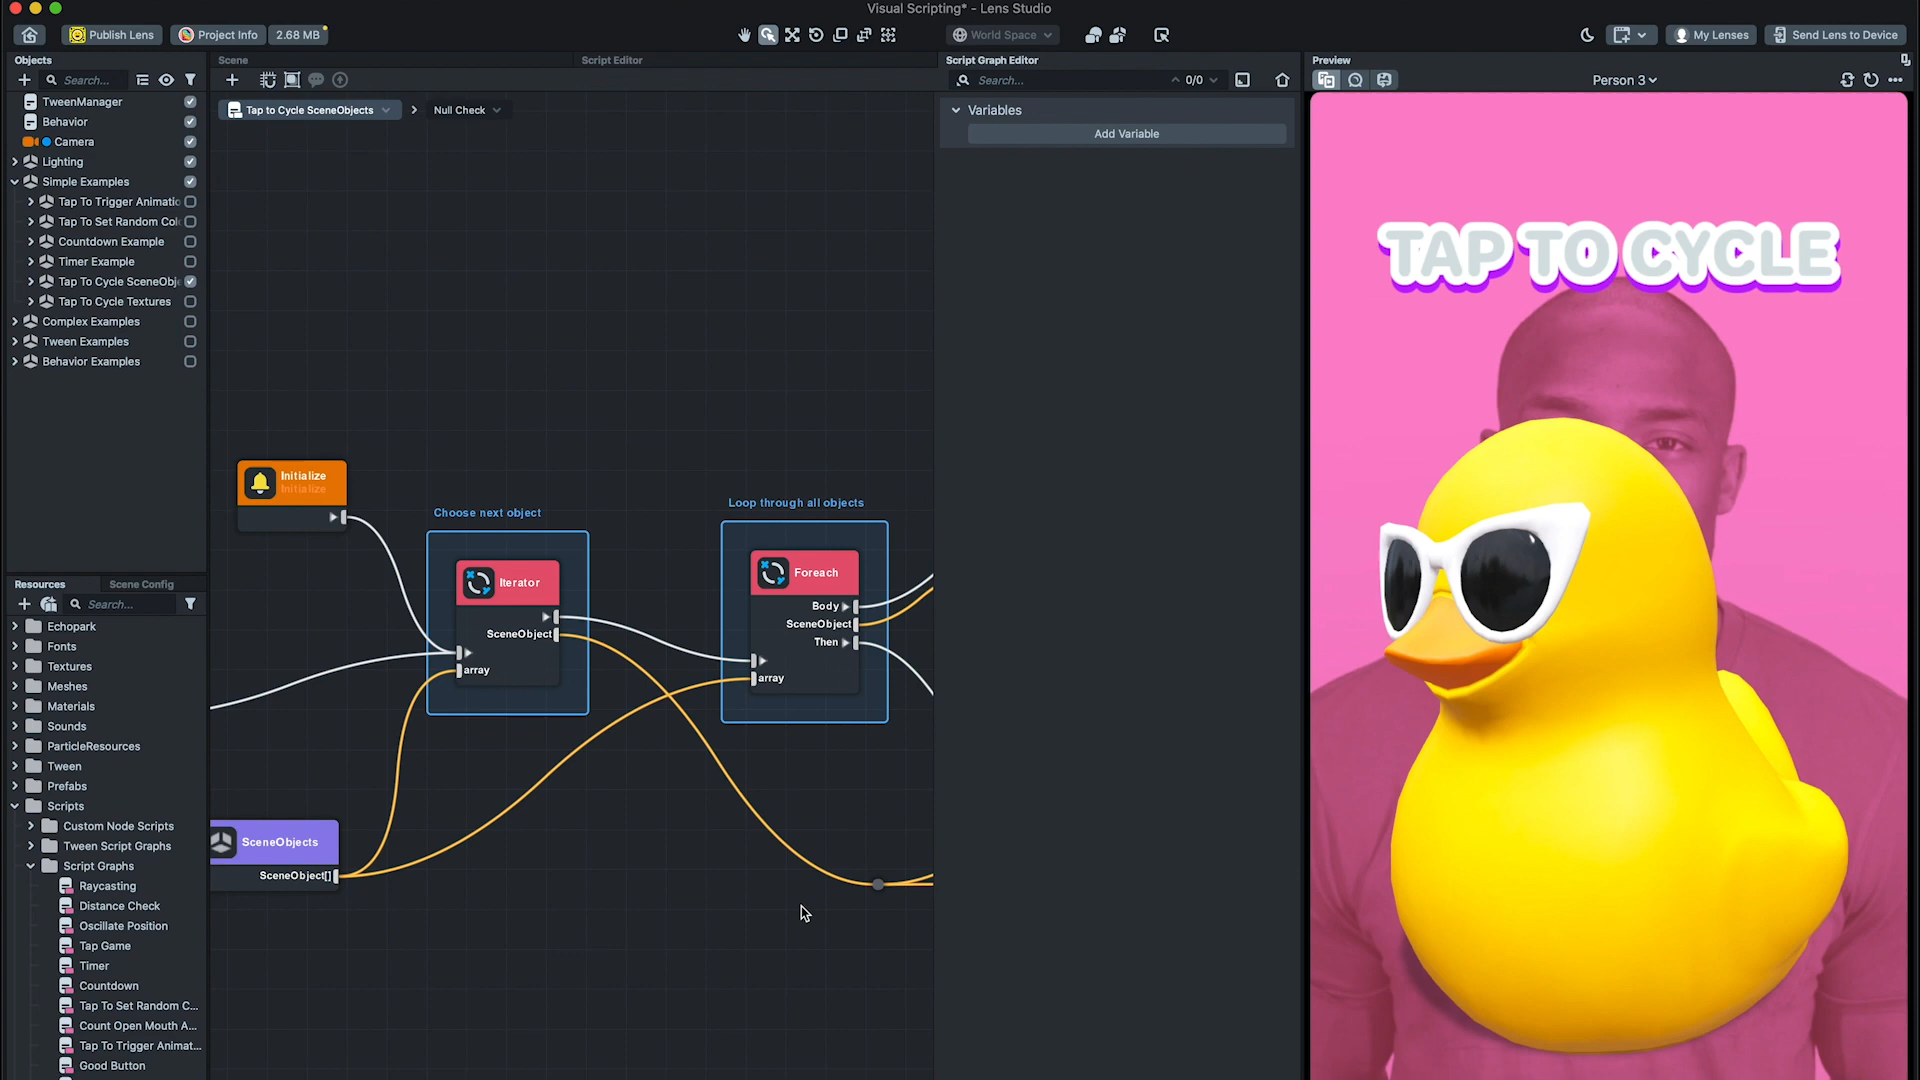 Visual Scripting* - Lens Studio
Publish Lens
Project Info
2.68 MB
World Space
My Lenses
Send Lens to Device
Objects
Search...
TweenManager
Behavior
Camera
Lighting
Simple Examples
Tap To Trigger Animatio
Tap To Set Random Col
Countdown Example
Timer Example
Tap To Cycle SceneObj
Tap To Cycle Textures
Complex Examples
Tween Examples
Behavior Examples
Resources
Scene Config
Search...
Echopark
Fonts
Textures
Meshes
Materials
Sounds
ParticleResources
Tween
Prefabs
Scripts
Custom Node Scripts
Tween Script Graphs
Script Graphs
Raycasting
Distance Check
Oscillate Position
Tap Game
Timer
Countdown
Tap To Set Random C...
Count Open Mouth A...
Tap To Trigger Animat...
Good Button
Scene
Script Editor
Tap to Cycle SceneObjects
Null Check
Initialize
Initialize
Choose next object
Iterator
SceneObject
array
Loop through all objects
Foreach
Body
SceneObject
Then
array
SceneObjects
SceneObject[]
Script Graph Editor
Search...
0/0
Variables
Add Variable
Preview
Person 3
TAP TO CYCLE